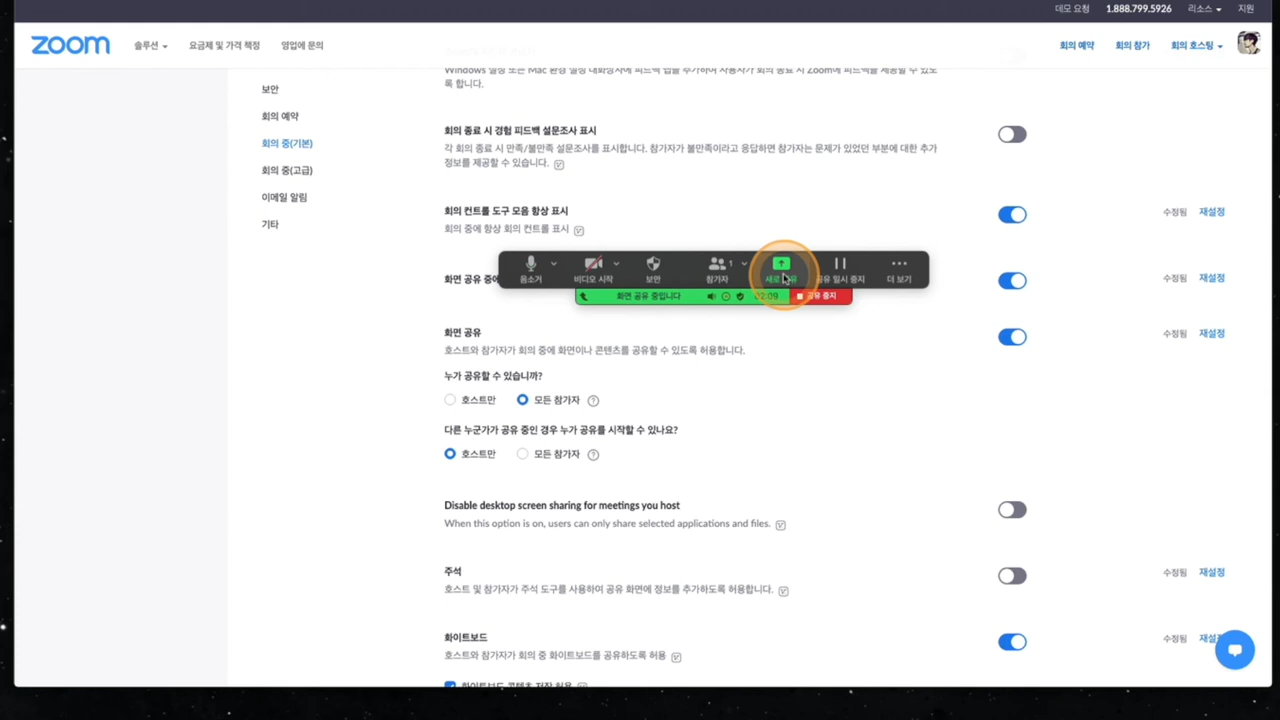 데모 요청 1.888.799.5926 리소스 지원
zoom 솔루션 요금제 및 가격 책정 영업에 문의 회의 예약 회의 참가 회의 호스팅
Windows 설정 또는 Mac 환경 설정 대화상자에 피드백 탭을 추가하여 사용자가 회의 종료 시 Zoom에 피드백을 제공할 수 있도
록 합니다.
보안
회의 예약
회의 중(기본)
회의 중(고급)
이메일 알림
기타
회의 종료 시 경험 피드백 설문조사 표시
각 회의 종료 시 만족/불만족 설문조사를 표시합니다. 참가자가 불만족이라고 응답하면 참가자는 문제가 있었던 부분에 대한 추가
정보를 제공할 수 있습니다.
회의 컨트롤 도구 모음 항상 표시 수정됨 재설정
회의 중에 항상 회의 컨트롤 표시
음소거 비디오 시작 보안 참가자 1 공유 일시 중지 더 보기
화면 공유 중에 수정됨 재설정
화면 공유 중입니다 02:09 공유 중지
화면 공유 수정됨 재설정
호스트와 참가자가 회의 중에 화면이나 콘텐츠를 공유할 수 있도록 허용합니다.
누가 공유할 수 있습니까?
호스트만 모든 참가자
다른 누군가가 공유 중인 경우 누가 공유를 시작할 수 있나요?
호스트만 모든 참가자
Disable desktop screen sharing for meetings you host
When this option is on, users can only share selected applications and files.
주석 수정됨 재설정
호스트 및 참가자가 주석 도구를 사용하여 공유 화면에 정보를 추가하도록 허용합니다.
화이트보드 수정됨
호스트와 참가자가 회의 중 화이트보드를 공유하도록 허용
화이트보드 콘텐츠 저장 허용